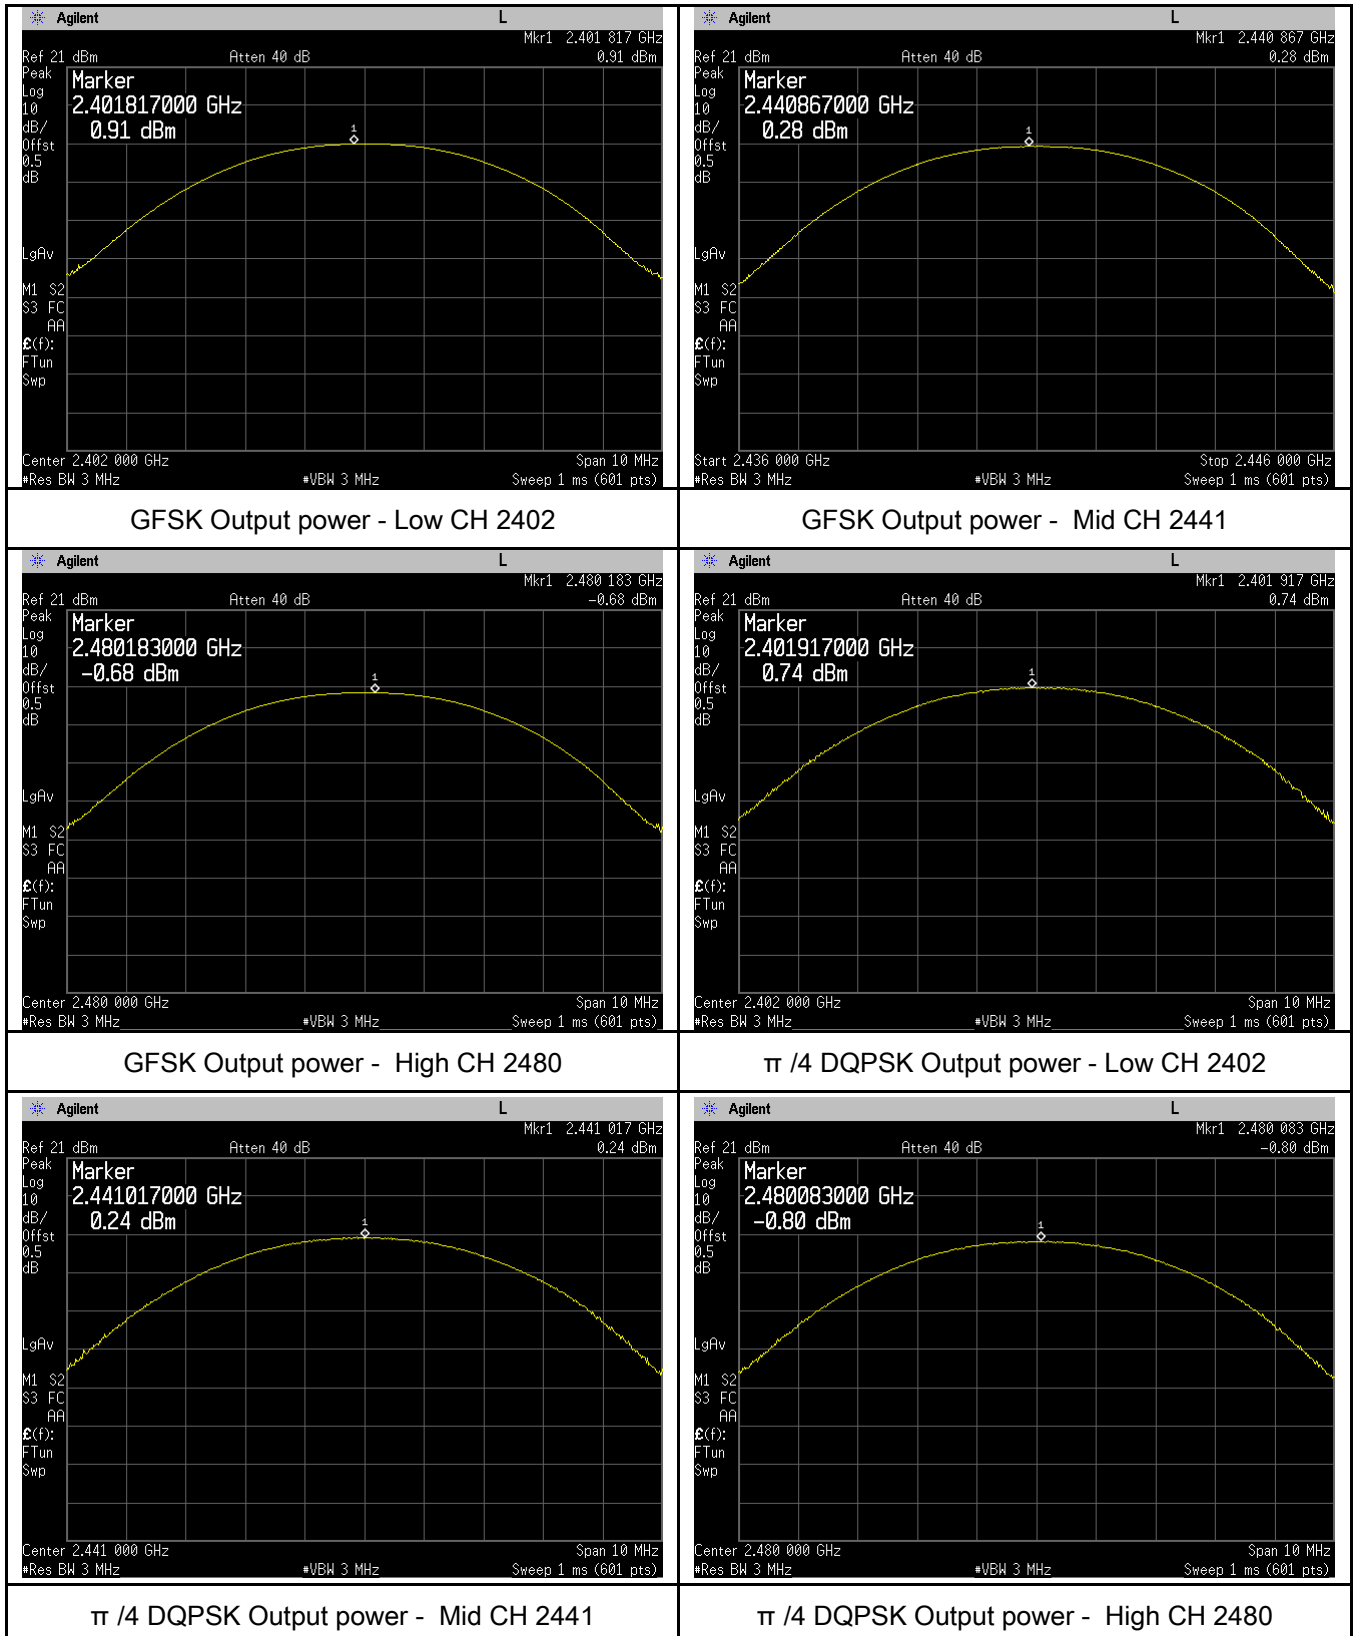 Agilent L
Mkr1 2.401 817 GHz
Ref 21 dBm Atten 40 dB 0.91 dBm
Peak
Log
10
dB/
Offst
0.5
dB
Marker
2.401817000 GHz
0.91 dBm
1
LgAv
M1 S2
S3 FC
AA
£(f):
FTun
Swp
Center 2.402 000 GHz Span 10 MHz
#Res BW 3 MHz #VBW 3 MHz Sweep 1 ms (601 pts)
GFSK Output power - Low CH 2402
Agilent L
Mkr1 2.440 867 GHz
Ref 21 dBm Atten 40 dB 0.28 dBm
Peak
Log
10
dB/
Offst
0.5
dB
Marker
2.440867000 GHz
0.28 dBm
1
LgAv
M1 S2
S3 FC
AA
£(f):
FTun
Swp
Start 2.436 000 GHz Stop 2.446 000 GHz
#Res BW 3 MHz #VBW 3 MHz Sweep 1 ms (601 pts)
GFSK Output power - Mid CH 2441
Agilent L
Mkr1 2.480 183 GHz
Ref 21 dBm Atten 40 dB -0.68 dBm
Peak
Log
10
dB/
Offst
0.5
dB
Marker
2.480183000 GHz
-0.68 dBm
1
LgAv
M1 S2
S3 FC
AA
£(f):
FTun
Swp
Center 2.480 000 GHz Span 10 MHz
#Res BW 3 MHz #VBW 3 MHz Sweep 1 ms (601 pts)
GFSK Output power - High CH 2480
Agilent L
Mkr1 2.401 917 GHz
Ref 21 dBm Atten 40 dB 0.74 dBm
Peak
Log
10
dB/
Offst
0.5
dB
Marker
2.401917000 GHz
0.74 dBm
1
LgAv
M1 S2
S3 FC
AA
£(f):
FTun
Swp
Center 2.402 000 GHz Span 10 MHz
#Res BW 3 MHz #VBW 3 MHz Sweep 1 ms (601 pts)
π /4 DQPSK Output power - Low CH 2402
Agilent L
Mkr1 2.441 017 GHz
Ref 21 dBm Atten 40 dB 0.24 dBm
Peak
Log
10
dB/
Offst
0.5
dB
Marker
2.441017000 GHz
0.24 dBm
1
LgAv
M1 S2
S3 FC
AA
£(f):
FTun
Swp
Center 2.441 000 GHz Span 10 MHz
#Res BW 3 MHz #VBW 3 MHz Sweep 1 ms (601 pts)
π /4 DQPSK Output power - Mid CH 2441
Agilent L
Mkr1 2.480 083 GHz
Ref 21 dBm Atten 40 dB -0.80 dBm
Peak
Log
10
dB/
Offst
0.5
dB
Marker
2.480083000 GHz
-0.80 dBm
1
LgAv
M1 S2
S3 FC
AA
£(f):
FTun
Swp
Center 2.480 000 GHz Span 10 MHz
#Res BW 3 MHz #VBW 3 MHz Sweep 1 ms (601 pts)
π /4 DQPSK Output power - High CH 2480